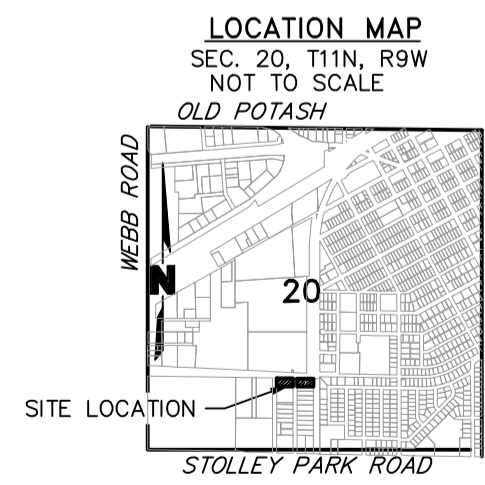 LOCATION MAP
SEC. 20, T11N, R9W
NOT TO SCALE
OLD POTASH
WEBB ROAD
N
20
SITE LOCATION
STOLLEY PARK ROAD